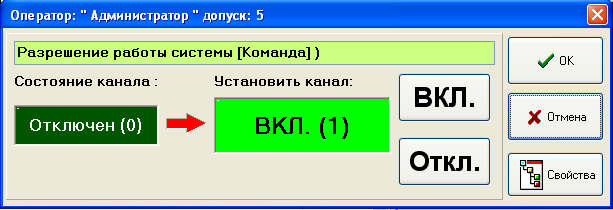 Оператор: " Администратор " допуск: 5
Разрешение работы системы [Команда] )
Состояние канала :
Установить канал:
Отключен (0)
ВКЛ. (1)
ВКЛ.
Откл.
OK
Отмена
Свойства